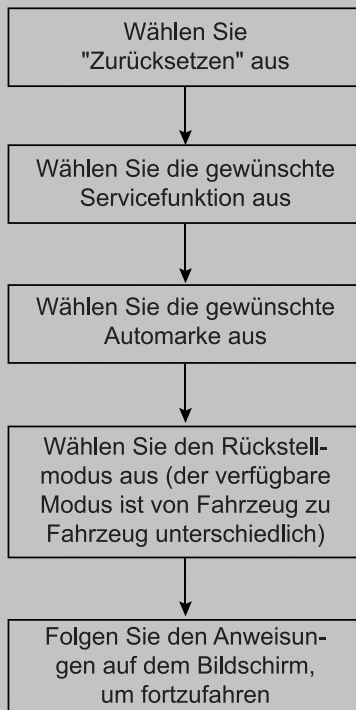 Wählen Sie
"Zurücksetzen" aus
Wählen Sie die gewünschte
Servicefunktion aus
Wählen Sie die gewünschte
Automarke aus
Wählen Sie den Rückstell-
modus aus (der verfügbare
Modus ist von Fahrzeug zu
Fahrzeug unterschiedlich)
Folgen Sie den Anweisun-
gen auf dem Bildschirm,
um fortzufahren